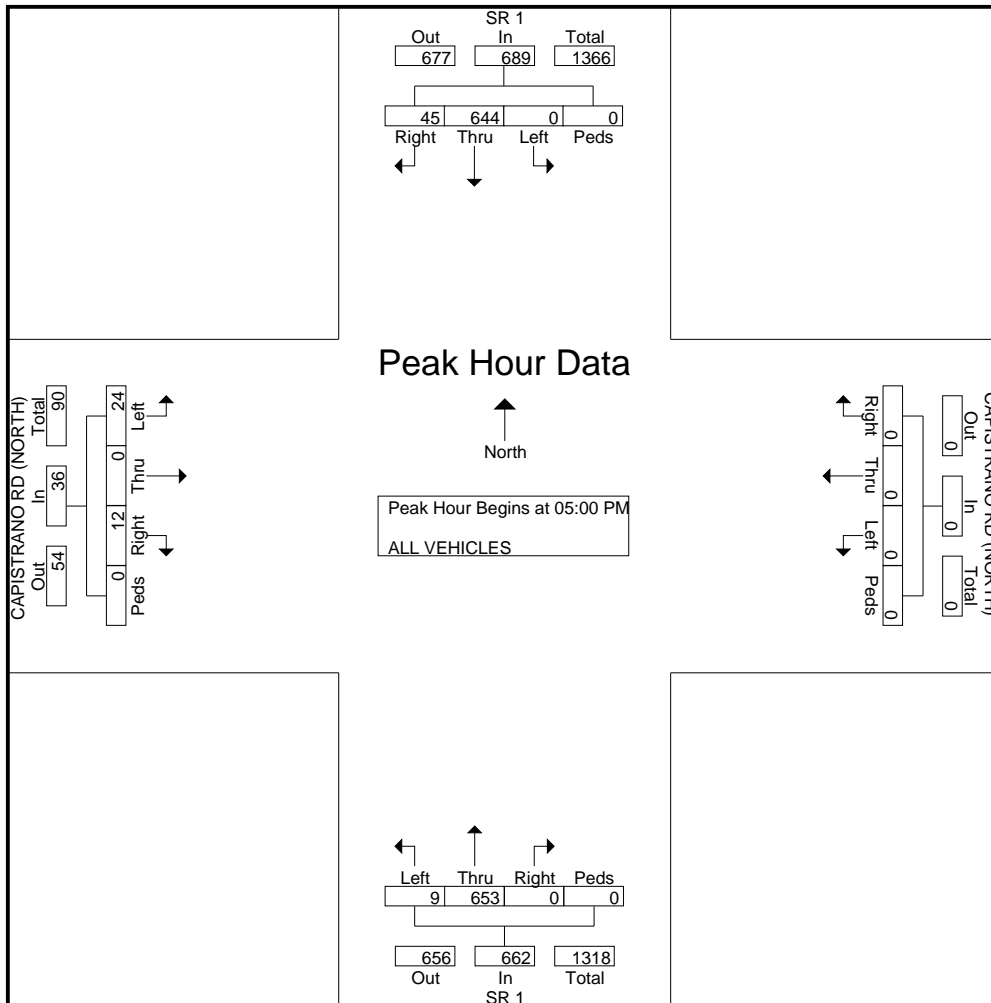 SR 1
Out In Total
677 689 1366
45 644 0 0
Right Thru Left Peds
Peak Hour Data
North
Peak Hour Begins at 05:00 PM
ALL VEHICLES
CAPISTRANO RD (NORTH)
Out In Total
54 36 90
24 0 12 0
Left Thru Right Peds
CAPISTRANO RD (NORTH)
Out In Total
0 0 0
0 0 0 0
Right Thru Left Peds
Left Thru Right Peds
9 653 0 0
656 662 1318
Out In Total
SR 1